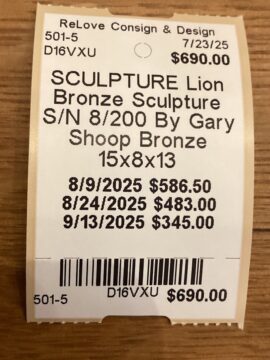 ReLove Consign & Design
501-5 7/23/25
D16VXU $690.00
SCULPTURE Lion
Bronze Sculpture
S/N 8/200 By Gary
Shoop Bronze
15x8x13
8/9/2025 $586.50
8/24/2025 $483.00
9/13/2025 $345.00
501-5 D16VXU $690.00